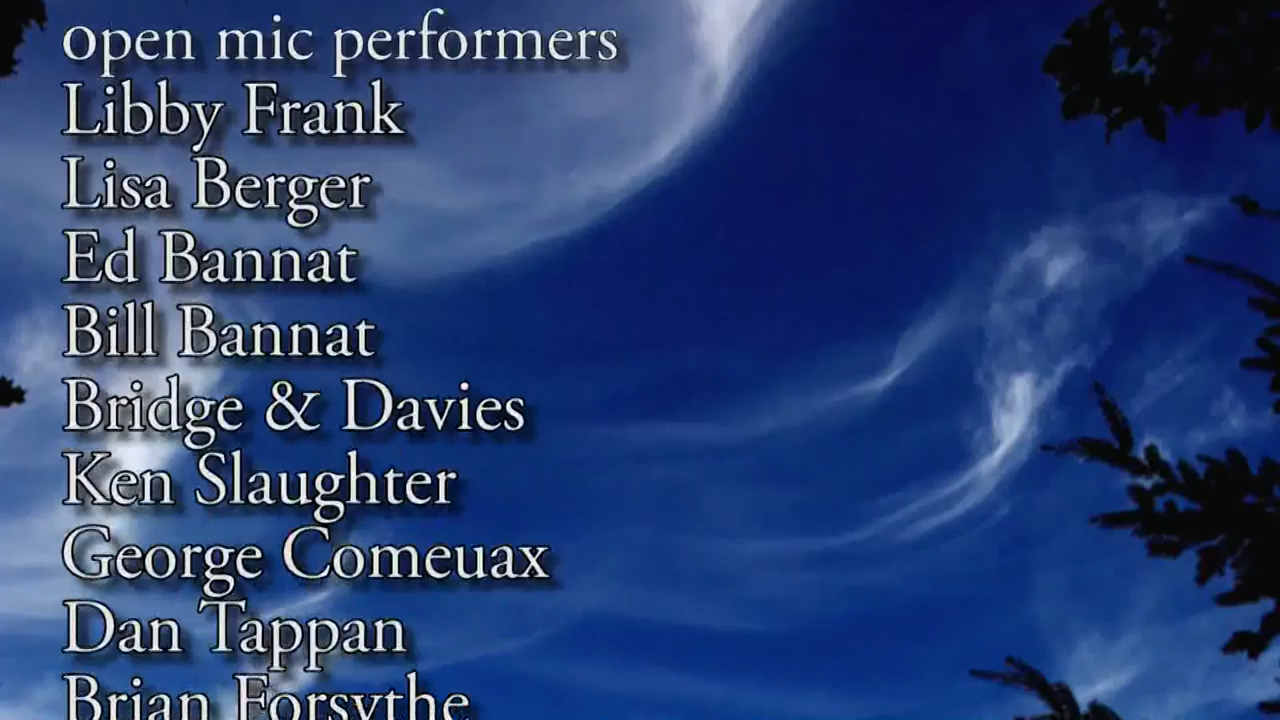 open mic performers
Libby Frank
Lisa Berger
Ed Bannat
Bill Bannat
Bridge & Davies
Ken Slaughter
George Comeuax
Dan Tappan
Brian Forsythe